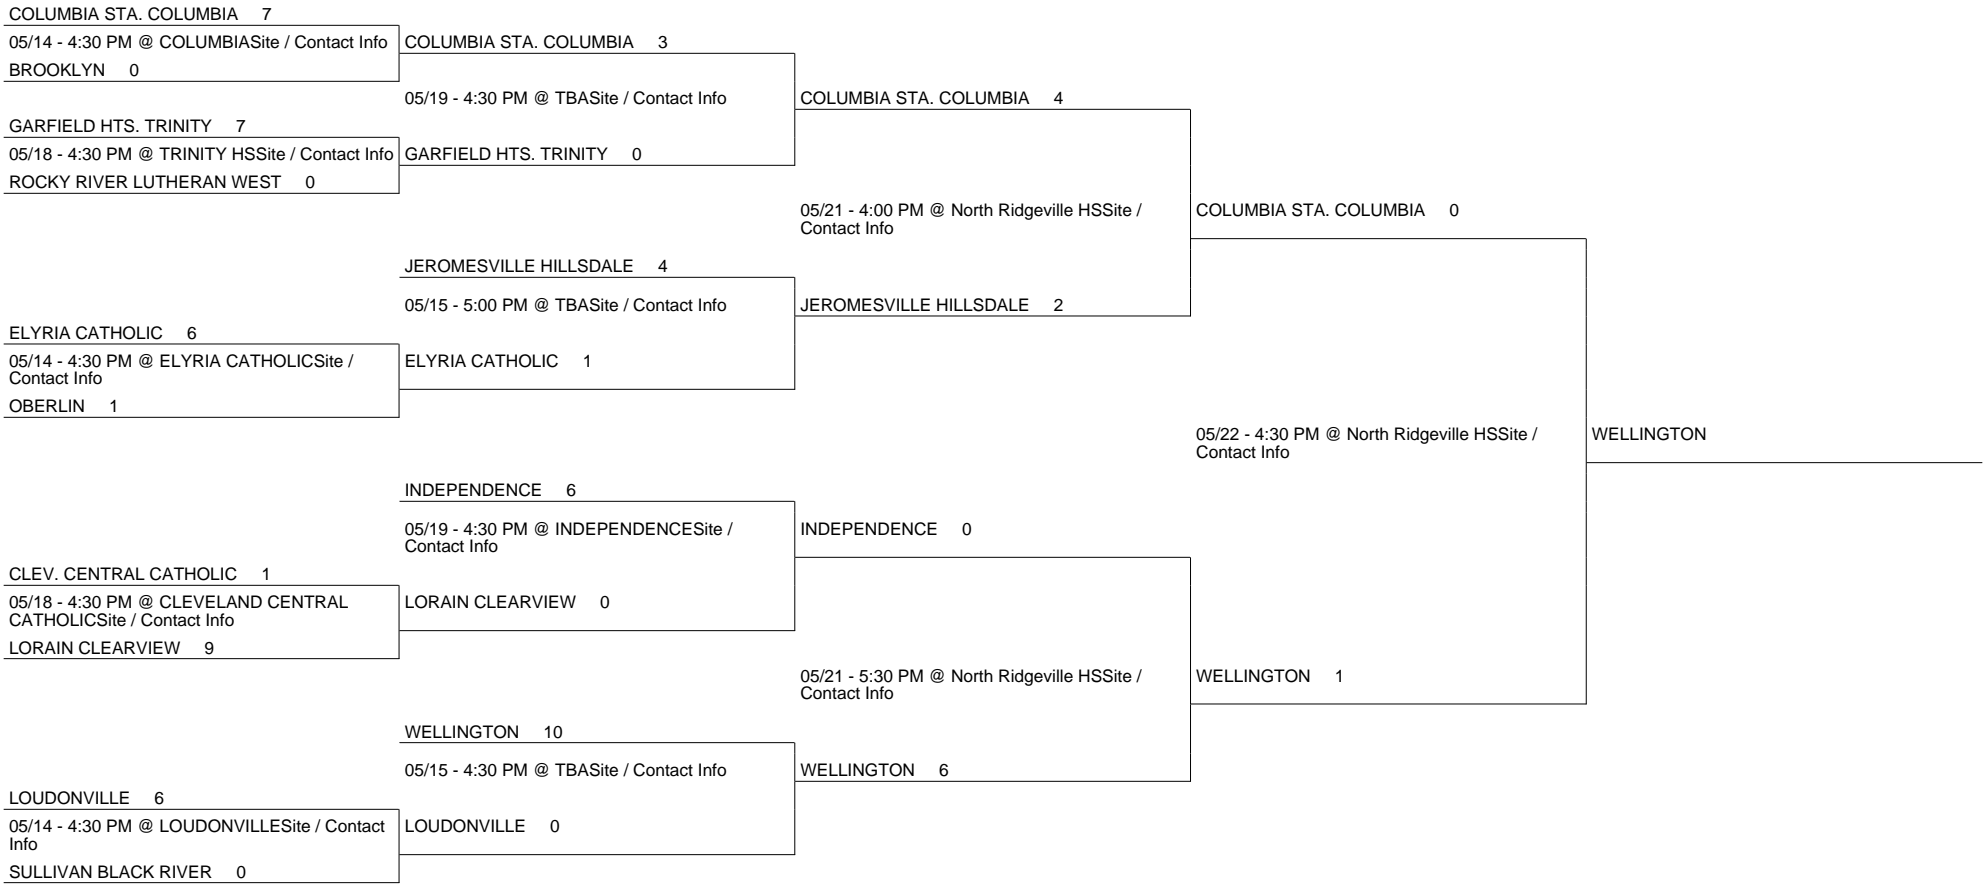 COLUMBIA STA. COLUMBIA 7
05/14 - 4:30 PM @ COLUMBIASite / Contact Info
BROOKLYN 0
GARFIELD HTS. TRINITY 7
05/18 - 4:30 PM @ TRINITY HSSite / Contact Info
ROCKY RIVER LUTHERAN WEST 0
ELYRIA CATHOLIC 6
05/14 - 4:30 PM @ ELYRIA CATHOLICSite /
Contact Info
OBERLIN 1
CLEV. CENTRAL CATHOLIC 1
05/18 - 4:30 PM @ CLEVELAND CENTRAL
CATHOLICSite / Contact Info
LORAIN CLEARVIEW 9
LOUDONVILLE 6
05/14 - 4:30 PM @ LOUDONVILLESite / Contact
Info
SULLIVAN BLACK RIVER 0
COLUMBIA STA. COLUMBIA 3
05/19 - 4:30 PM @ TBASite / Contact Info
GARFIELD HTS. TRINITY 0
JEROMESVILLE HILLSDALE 4
05/15 - 5:00 PM @ TBASite / Contact Info
ELYRIA CATHOLIC 1
INDEPENDENCE 6
05/19 - 4:30 PM @ INDEPENDENCESite /
Contact Info
LORAIN CLEARVIEW 0
WELLINGTON 10
05/15 - 4:30 PM @ TBASite / Contact Info
LOUDONVILLE 0
COLUMBIA STA. COLUMBIA 4
05/21 - 4:00 PM @ North Ridgeville HSSite /
Contact Info
JEROMESVILLE HILLSDALE 2
INDEPENDENCE 0
05/21 - 5:30 PM @ North Ridgeville HSSite /
Contact Info
WELLINGTON 6
COLUMBIA STA. COLUMBIA 0
05/22 - 4:30 PM @ North Ridgeville HSSite /
Contact Info
WELLINGTON 1
WELLINGTON